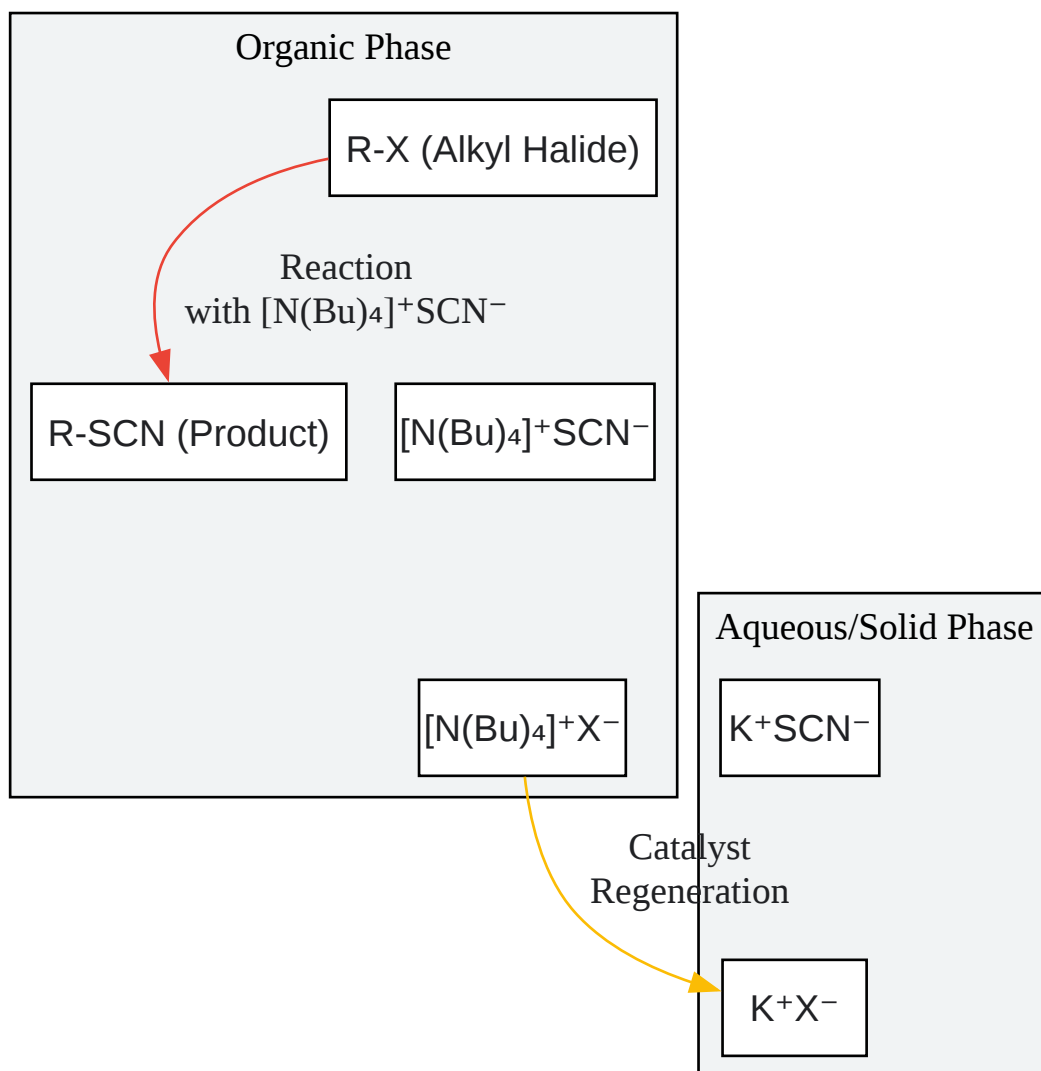 Organic Phase
R-X (Alkyl Halide)
Reaction
with [N(Bu)₄]⁺SCN⁻
R-SCN (Product)
[N(Bu)₄]⁺SCN⁻
Aqueous/Solid Phase
[N(Bu)₄]⁺X⁻
K⁺SCN⁻
Catalyst
Regeneration
K⁺X⁻